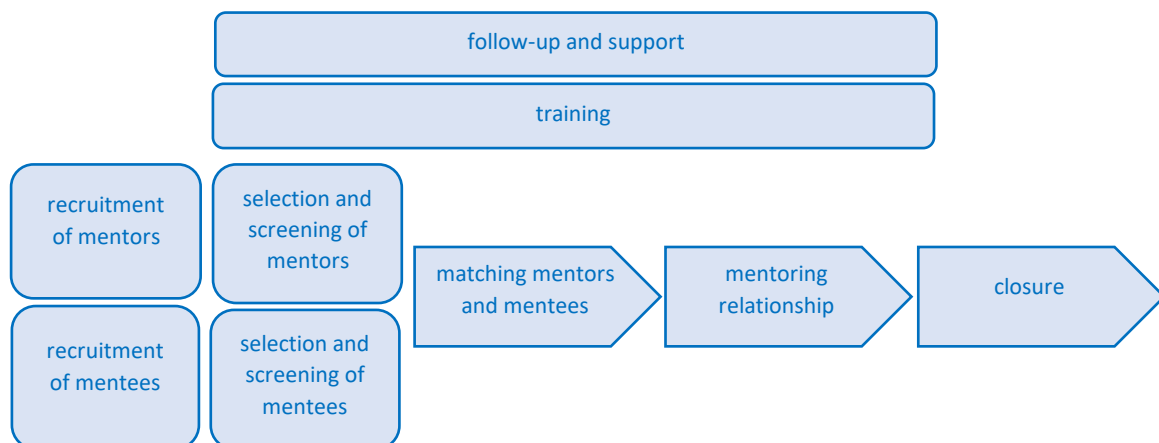 follow-up and support
training
recruitment
of mentors
selection and
screening of
mentors
matching mentors
and mentees
mentoring
relationship
closure
recruitment
of mentees
selection and
screening of
mentees